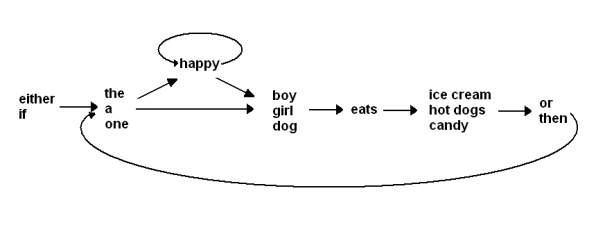 happy
either
if
the
a
one
boy
girl
dog
eats
ice cream
hot dogs
candy
or
then